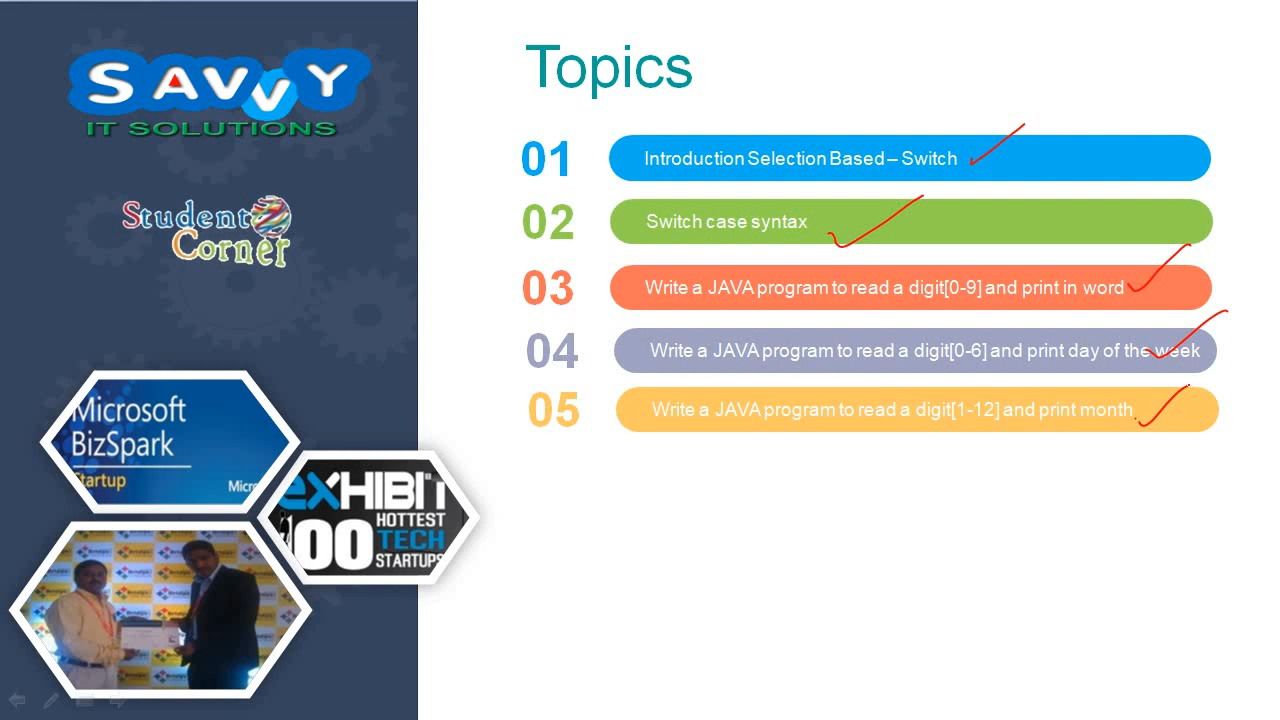 SAVVY
IT SOLUTIONS
Student
Corner
Microsoft
BizSpark
Startup
EXHIBIT
100
HOTTEST
TECH
STARTUPS
Topics
01 Introduction Selection Based – Switch
02 Switch case syntax
03 Write a JAVA program to read a digit[0-9] and print in word
04 Write a JAVA program to read a digit[0-6] and print day of the week
05 Write a JAVA program to read a digit[1-12] and print month.